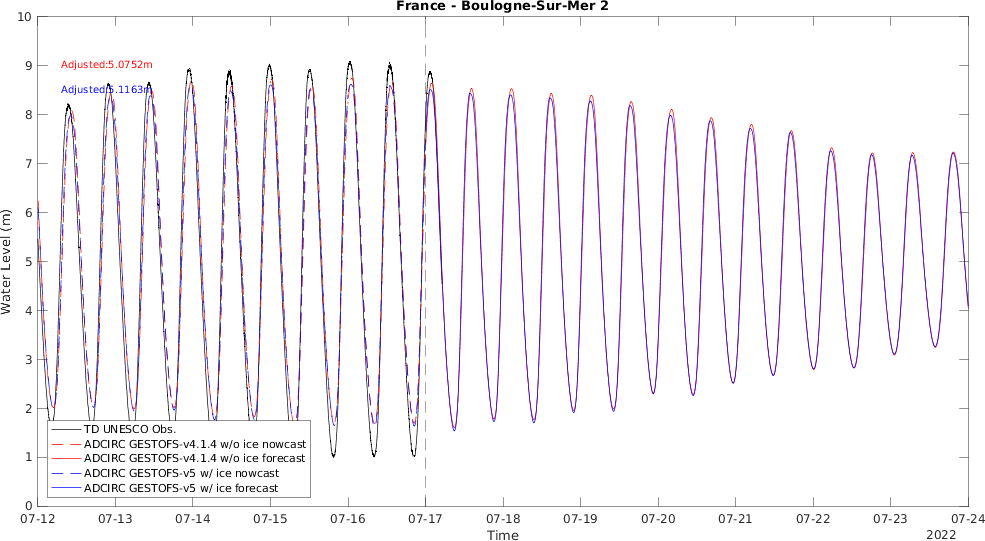 France - Boulogne-Sur-Mer 2
10
9
8
7
6
5
4
3
2
1
0
Water Level (m)
Adjusted:5.0752m
Adjusted:5.1163m
TD UNESCO Obs.
ADCIRC GESTOFS-v4.1.4 w/o ice nowcast
ADCIRC GESTOFS-v4.1.4 w/o ice forecast
ADCIRC GESTOFS-v5 w/ ice nowcast
ADCIRC GESTOFS-v5 w/ ice forecast
07-12 07-13 07-14 07-15 07-16 07-17 07-18 07-19 07-20 07-21 07-22 07-23 07-24
Time
2022